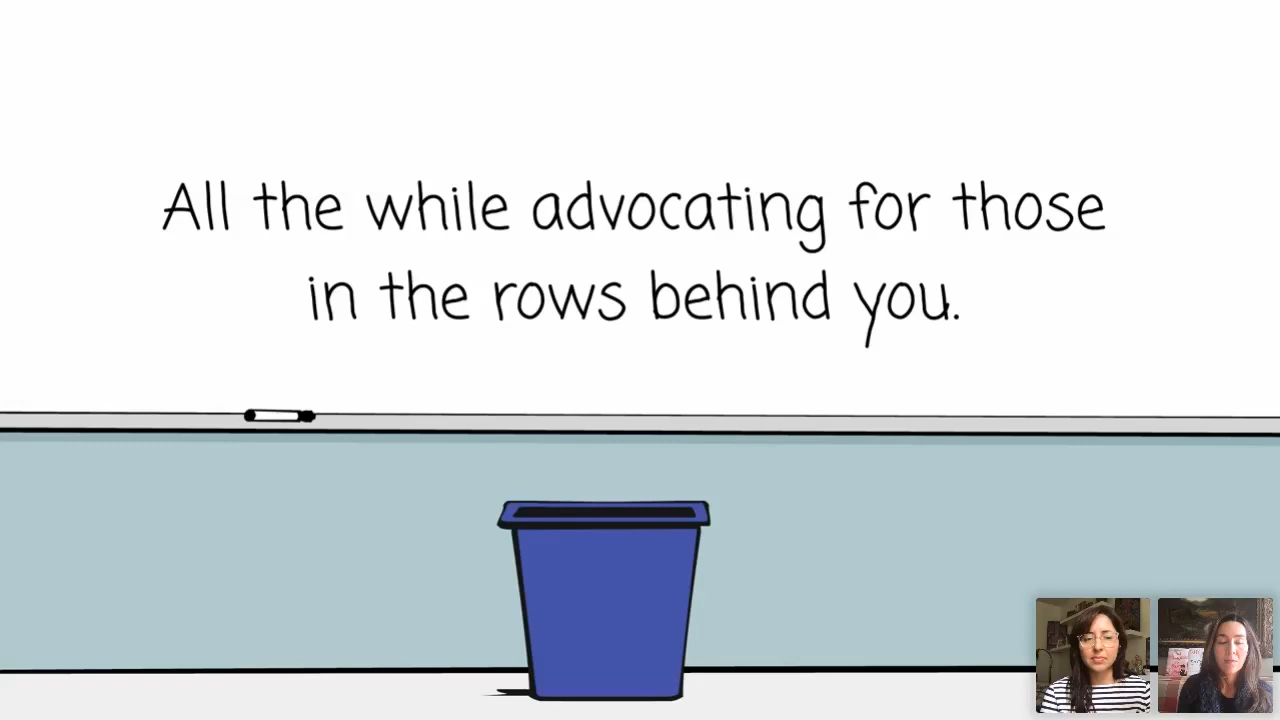 All the while advocating for those
in the rows behind you.